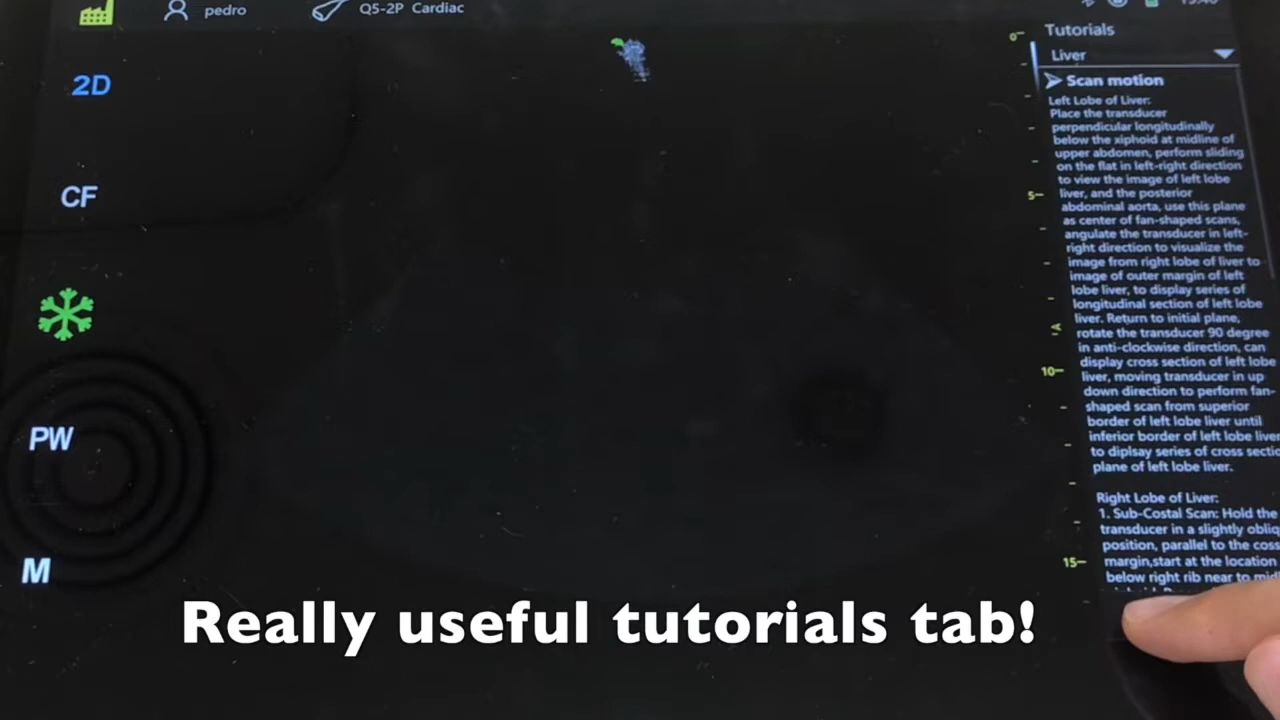 pedro
Q5-2P Cardiac
2D
CF
PW
M
0
5
10
15
Tutorials
Liver
Scan motion
Left Lobe of Liver:
Place the transducer
perpendicular longitudinally
below the xiphoid at midline of
upper abdomen, perform sliding
on the flat in left-right direction
to view the image of left lobe
liver, and the posterior
abdominal aorta, use this plane
as center of fan-shaped scans,
angulate the transducer in left-
right direction to visualize the
image from right lobe of liver to
image of outer margin of left
lobe liver, to display series of
longitudinal section of left lobe
liver. Return to initial plane,
rotate the transducer 90 degree
in anti-clockwise direction, can
display cross section of left lobe
liver, moving transducer in up
down direction to perform fan-
shaped scan from superior
border of left lobe liver until
inferior border of left lobe liver
to diplsay series of cross sectio
plane of left lobe liver.
Right Lobe of Liver:
1. Sub-Costal Scan: Hold the
transducer in a slightly obliq
position, parallel to the cos
margin,start at the location
below right rib near to mid
Really useful tutorials tab!